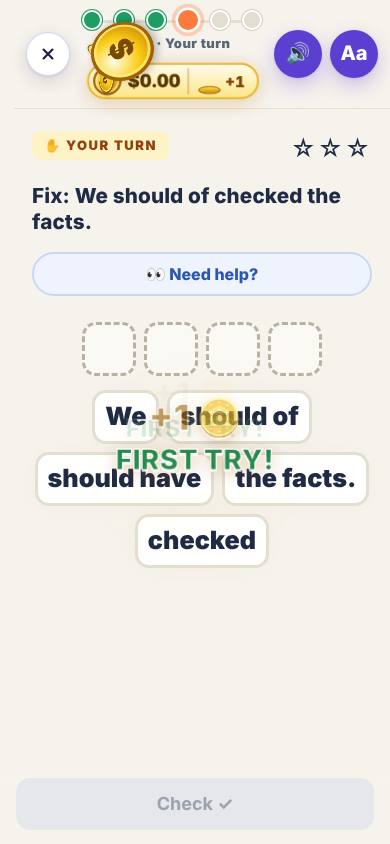 · Your turn
$0.00
+1
Aa
YOUR TURN
Fix: We should of checked the
facts.
Need help?
We
+1
should of
FIRST TRY!
should have
the facts.
checked
Check ✓